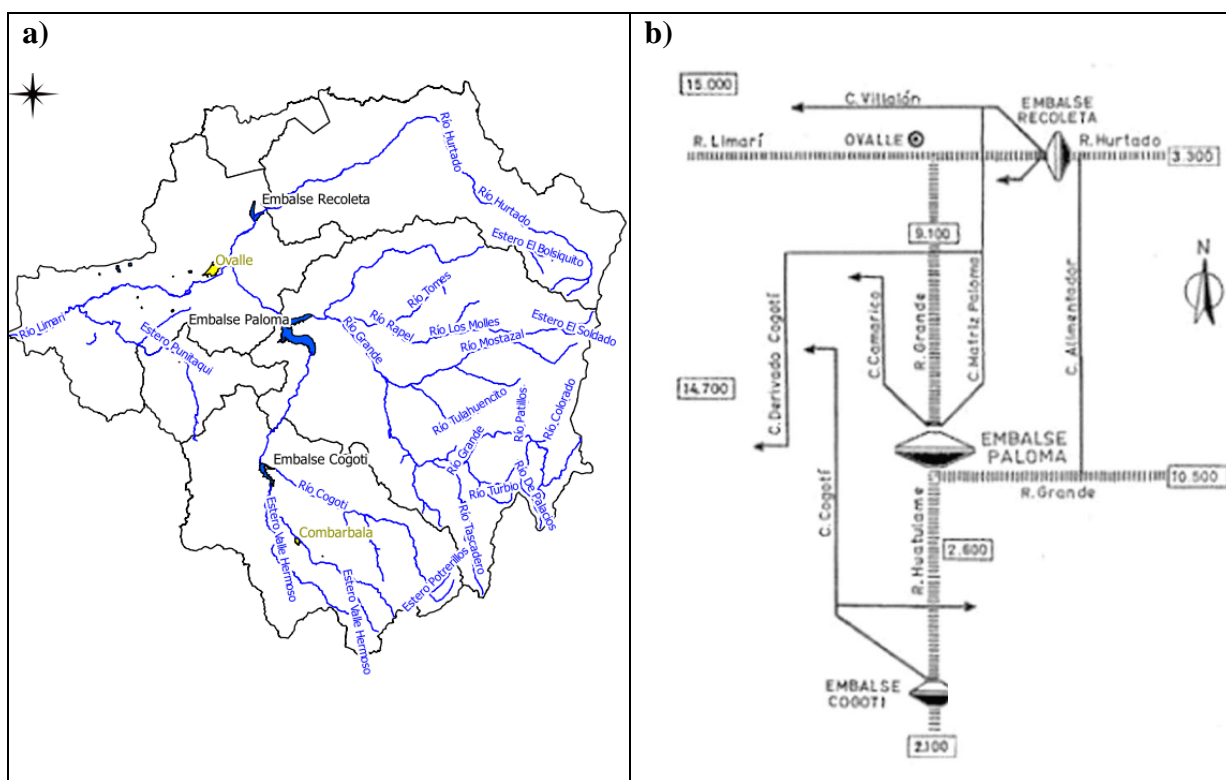 a)
Río Hurtado
Embalse Recoleta
Río Hurtado
Estero El Bolsiquito
Ovalle
Río Tomes
Embalse Paloma
Río Limarí
Río Rapel
Río Los Molles
Estero El Soldado
Río Grande
Río Mostazal
Estero Punitaqui
Río Tulahuencito
Río Patillos
Río Colorado
Embalse Cogoti
Río Grande
Río Cogotí
Río Turbio
Río De Palacios
Combarbala
Río Tascadero
Estero Valle Hermoso
Estero Potrerillos
Estero Valle Hermoso
b)
15.000
C. Villalón
EMBALSE
RECOLETA
R. Limarí
OVALLE
R. Hurtado
3.300
9.100
N
C. Derivado Cogotí
C. Camarico
R. Grande
C. Matriz Paloma
C. Alimentador
14.700
EMBALSE
PALOMA
10.500
R. Grande
C. Cogotí
R. Huatulame
2.600
EMBALSE
COGOTI
2.100